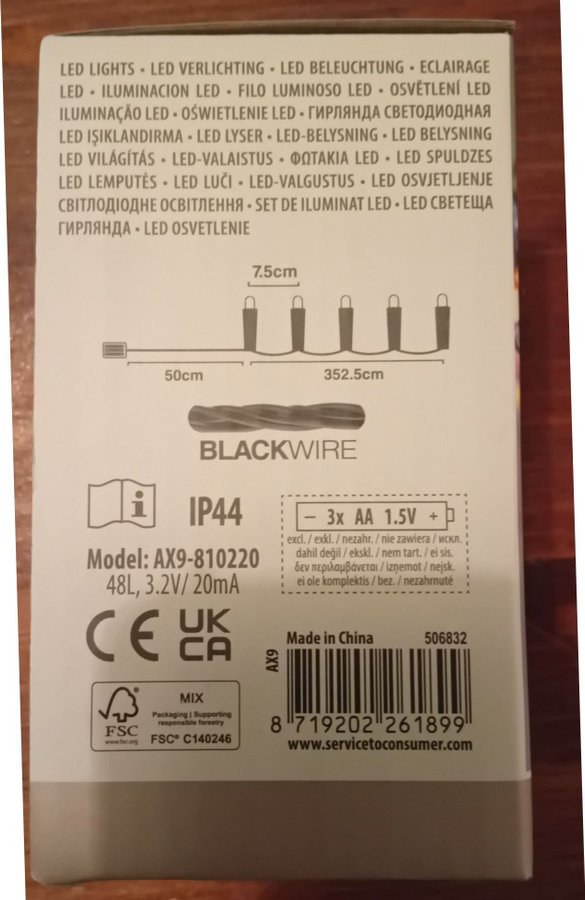 LED LIGHTS • LED VERLICHTING • LED BELEUCHTUNG • ECLAIRAGE
LED • ILUMINACION LED • FILO LUMINOSO LED • OSVĚTLENÍ LED
ILUMINAÇÃO LED • OŚWIETLENIE LED • ГИРЛЯНДА СВЕТОДИОДНАЯ
LED IŞIKLANDIRMA • LED LYSER • LED-BELYSNING • LED BELYSNING
LED VILÁGÍTÁS • LED-VALAISTUS • ΦΩΤΑΚΙΑ LED • LED SPULDZES
LED LEMPUTĖS • LED LUČI • LED-VALGUSTUS • LED OSVJETLJENJE
СВІТЛОДІОДНЕ ОСВІТЛЕННЯ • SET DE ILUMINAT LED • LED СВЕТЕЩА
ГИРЛЯНДА • LED OSVETLENIE
7.5cm
50cm
352.5cm
BLACKWIRE
i
IP44
– 3x AA 1.5V +
excl. / exkl. / nezahr. / nie zawiera / искл.
dahil değil / ekskl. / nem tart. / ei sis.
δεν περιλαμβάνεται / izņemot / neįsk.
ei ole komplektis / bez. / nezahrnuté
Model: AX9-810220
48L, 3.2V/ 20mA
CE
UK
CA
FSC
www.fsc.org
MIX
Packaging | Supporting
responsible forestry
FSC® C140246
AX9
Made in China 506832
8 719202 261899
www.servicetoconsumer.com